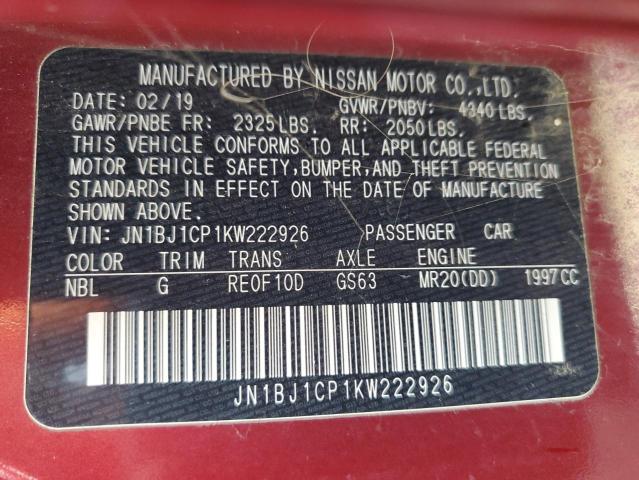 MANUFACTURED BY NISSAN MOTOR CO.,LTD.
DATE: 02/19 GVWR/PNBV: 4340 LBS.
GAWR/PNBE FR: 2325 LBS. RR: 2050 LBS.
THIS VEHICLE CONFORMS TO ALL APPLICABLE FEDERAL
MOTOR VEHICLE SAFETY,BUMPER,AND THEFT PREVENTION
STANDARDS IN EFFECT ON THE DATE OF MANUFACTURE
SHOWN ABOVE.
VIN: JN1BJ1CP1KW222926 PASSENGER CAR
COLOR TRIM TRANS AXLE ENGINE
NBL G RE0F10D GS63 MR20(DD) 1997CC
JN1BJ1CP1KW222926